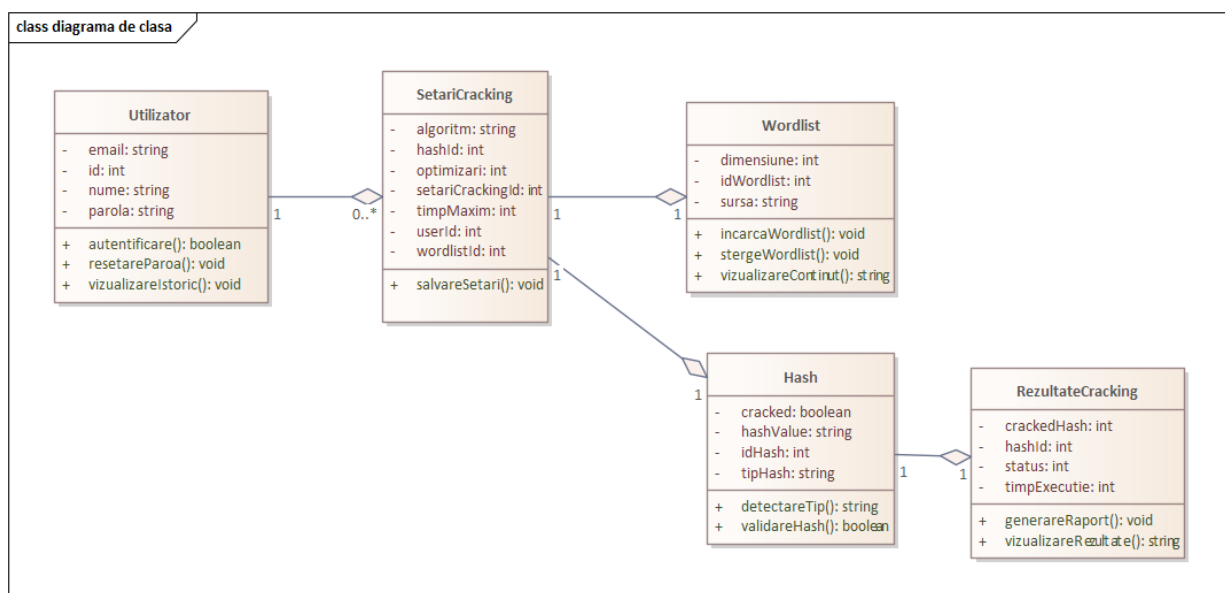 class diagrama de clasa
Utilizator
- email: string
- id: int
- nume: string
- parola: string
+ autentificare(): boolean
+ resetareParoa(): void
+ vizualizareIstoric(): void
1
0..*
SetariCracking
- algoritm: string
- hashId: int
- optimizari: int
- setariCrackingId: int
- timpMaxim: int
- userId: int
- wordlistId: int
+ salvareSetari(): void
1
1
1
1
Wordlist
- dimensiune: int
- idWordlist: int
- sursa: string
+ incarcaWordlist(): void
+ stergeWordlist(): void
+ vizualizareContinut(): string
Hash
- cracked: boolean
- hashValue: string
- idHash: int
- tipHash: string
+ detectareTip(): string
+ validareHash(): boolean
1
1
RezultateCracking
- crackedHash: int
- hashId: int
- status: int
- timpExecutie: int
+ generareRaport(): void
+ vizualizareRezultate(): string